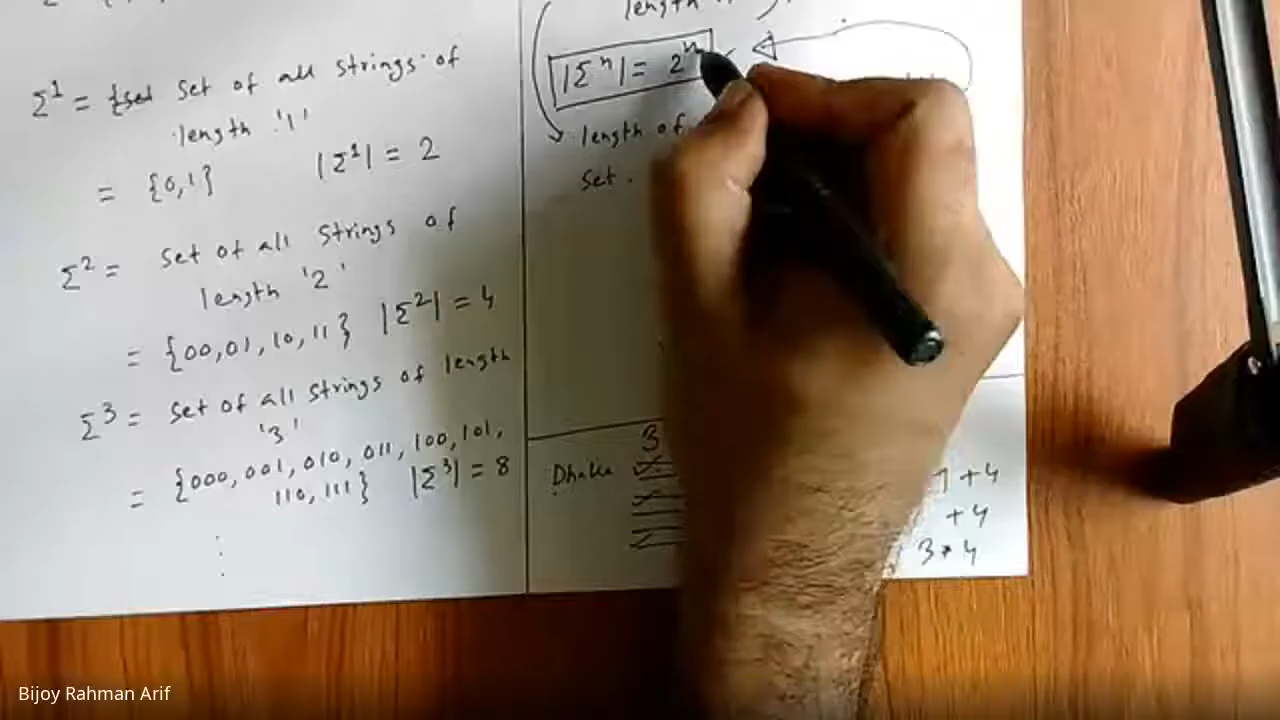 Σ¹ = {set set of all strings of
length '1'
= {0,1} |Σ¹| = 2
Σ² = set of all strings of
length '2'
= {00,01,10,11} |Σ²| = 4
Σ³ = set of all strings of length
'3'
= {000,001,010,011,100,101,
110,111} |Σ³| = 8
⋮
length
|Σⁿ| = 2ⁿ
length of
set.
Dhaka 3
+4
+4
3*4
Bijoy Rahman Arif